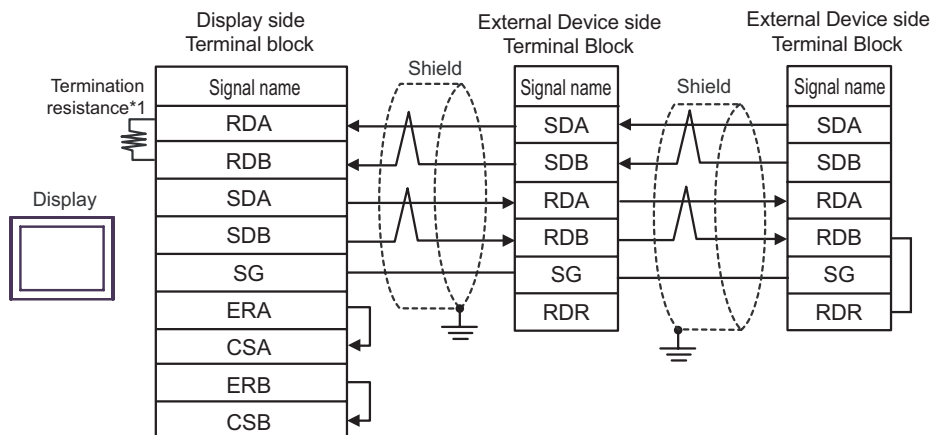 Display side
Terminal block
External Device side
Terminal Block
External Device side
Terminal Block
Termination
resistance*1
Shield
Shield
Display
Signal name
RDA
RDB
SDA
SDB
SG
ERA
CSA
ERB
CSB
Signal name
SDA
SDB
RDA
RDB
SG
RDR
Signal name
SDA
SDB
RDA
RDB
SG
RDR